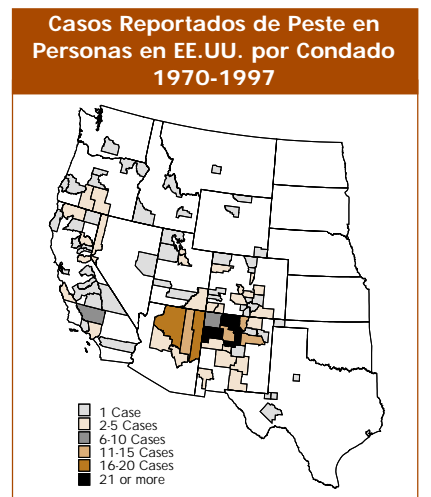 Casos Reportados de Peste en
Personas en EE.UU. por Condado
1970-1997
1 Case
2-5 Cases
6-10 Cases
11-15 Cases
16-20 Cases
21 or more